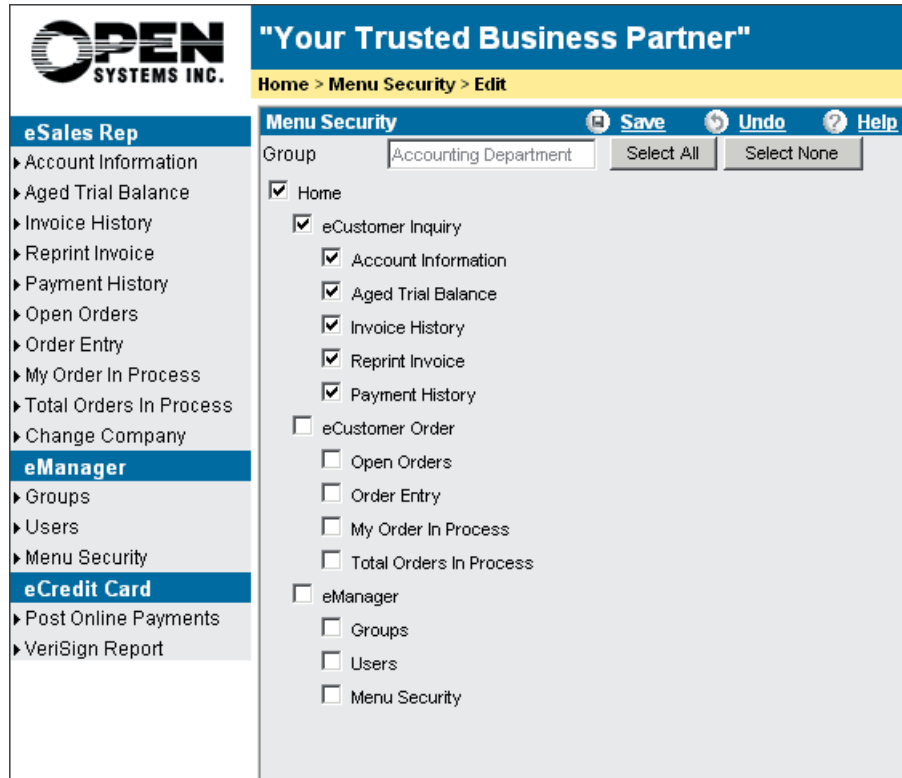 OPEN
SYSTEMS INC.
"Your Trusted Business Partner"
Home > Menu Security > Edit
eSales Rep
Account Information
Aged Trial Balance
Invoice History
Reprint Invoice
Payment History
Open Orders
Order Entry
My Order In Process
Total Orders In Process
Change Company
eManager
Groups
Users
Menu Security
eCredit Card
Post Online Payments
VeriSign Report
Menu Security Save Undo Help
Group Accounting Department Select All Select None
Home
eCustomer Inquiry
Account Information
Aged Trial Balance
Invoice History
Reprint Invoice
Payment History
eCustomer Order
Open Orders
Order Entry
My Order In Process
Total Orders In Process
eManager
Groups
Users
Menu Security